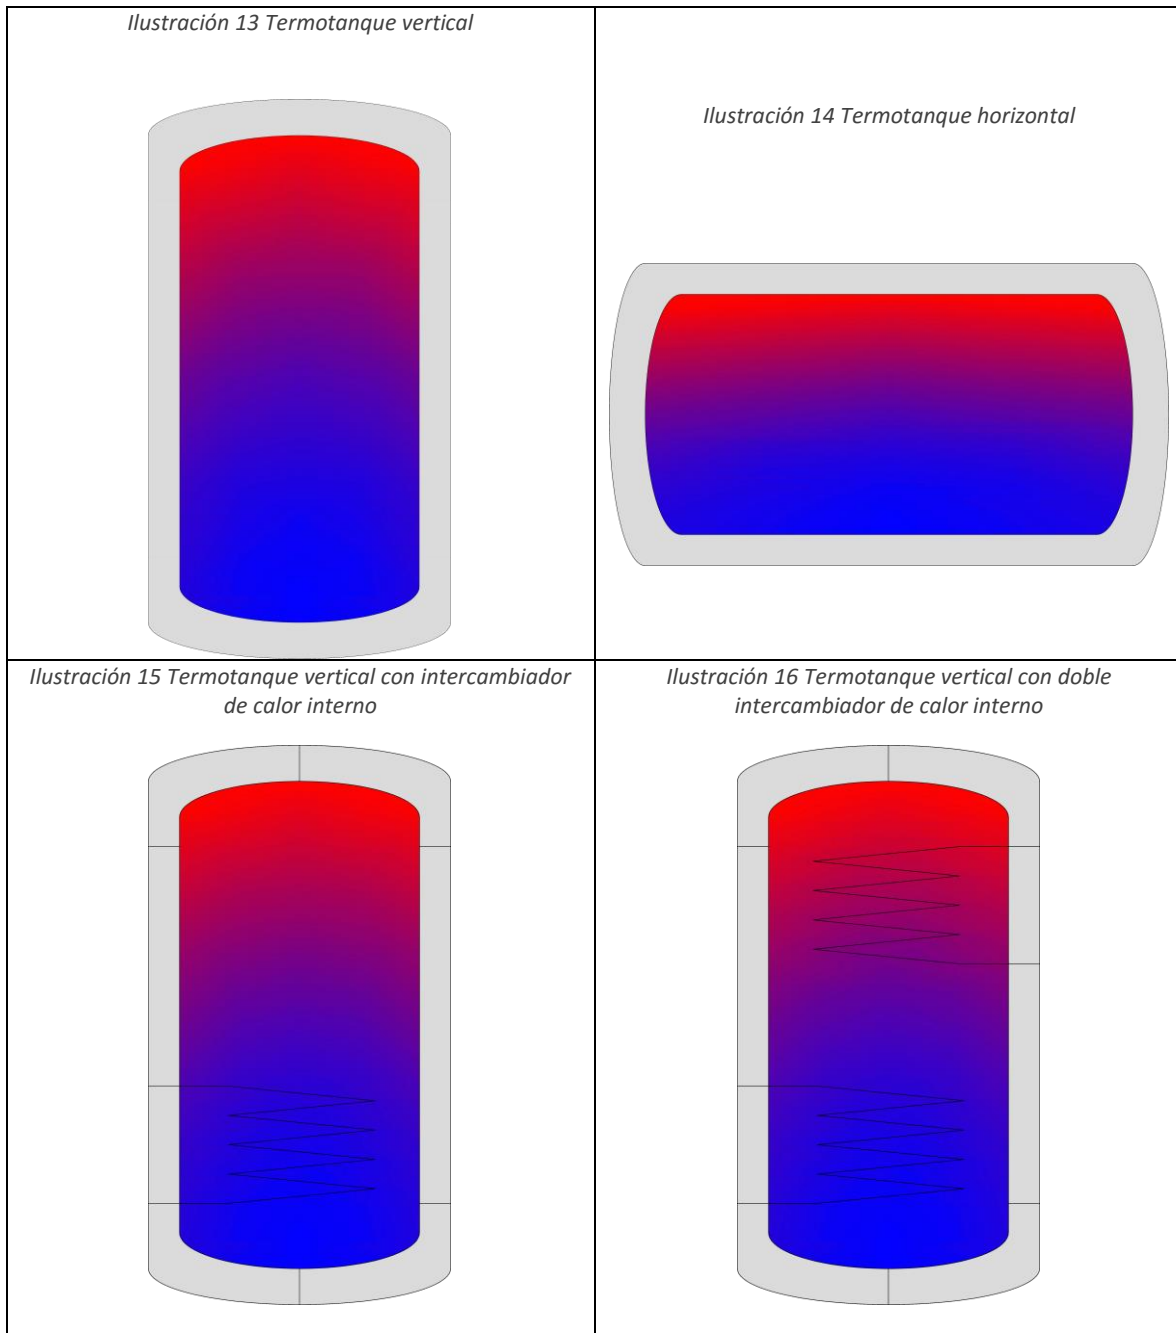 Ilustración 13 Termotanque vertical
Ilustración 14 Termotanque horizontal
Ilustración 15 Termotanque vertical con intercambiador
de calor interno
Ilustración 16 Termotanque vertical con doble
intercambiador de calor interno